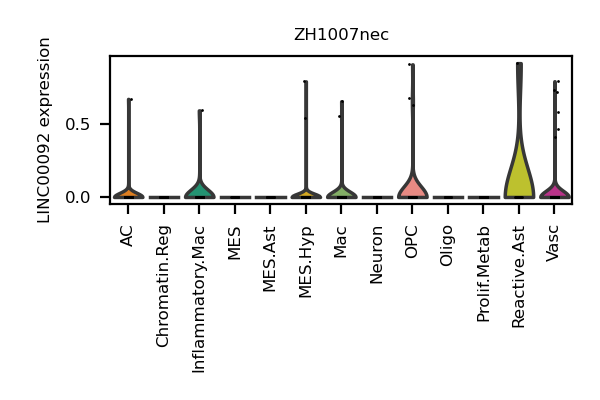 ZH1007nec
LINC00092 expression
0.5
0.0
AC
Chromatin.Reg
Inflammatory.Mac
MES
MES.Ast
MES.Hyp
Mac
Neuron
OPC
Oligo
Prolif.Metab
Reactive.Ast
Vasc